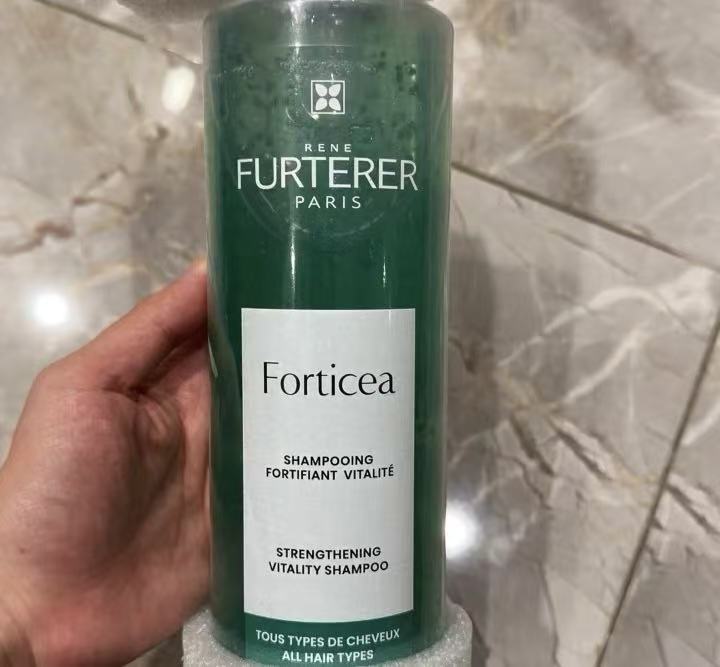 RENE
FURTERER
PARIS
Forticea
SHAMPOOING
FORTIFIANT VITALITÉ
STRENGTHENING
VITALITY SHAMPOO
TOUS TYPES DE CHEVEUX
ALL HAIR TYPES